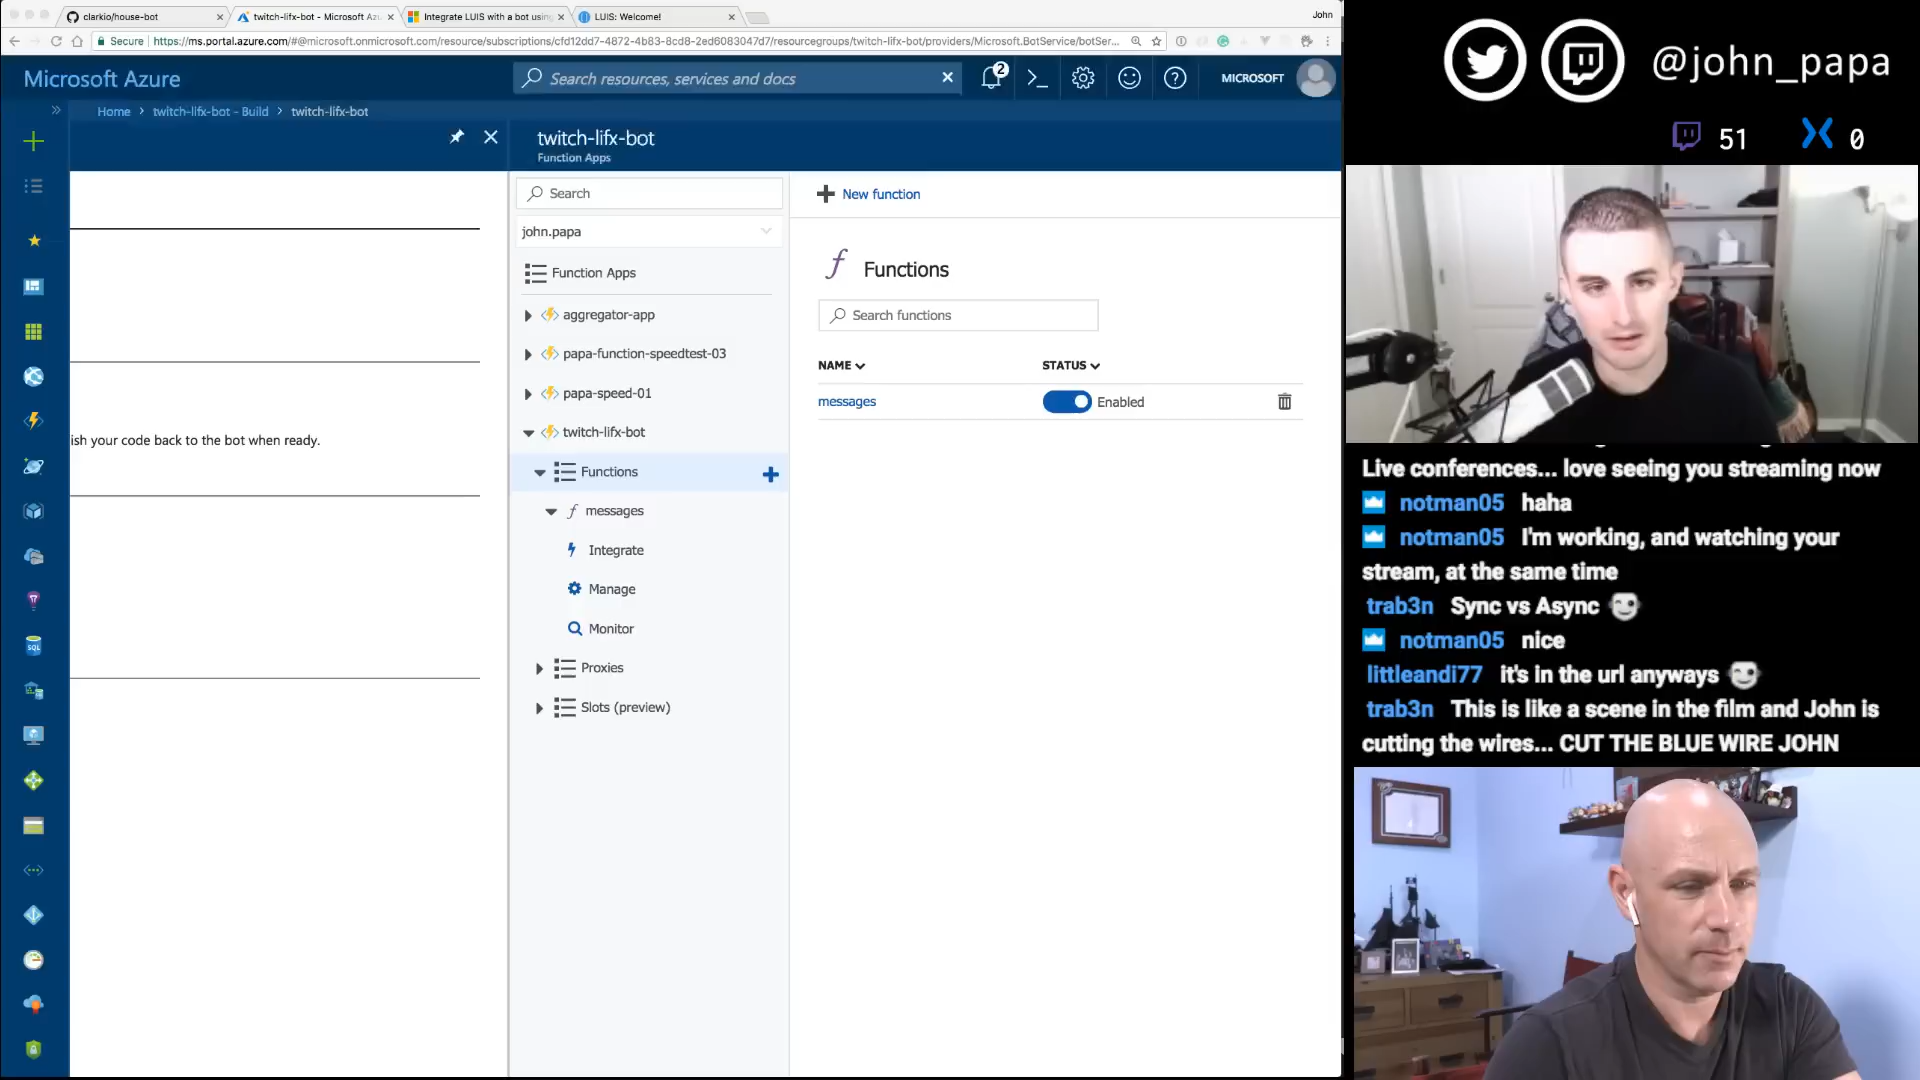 clarkio/house-bot
twitch-lifx-bot - Microsoft Az
Integrate LUIS with a bot using
LUIS: Welcome!
John
Secure
https://ms.portal.azure.com/#@microsoft.onmicrosoft.com/resource/subscriptions/cfd12dd7-4872-4b83-8cd8-2ed6083047d7/resourcegroups/twitch-lifx-bot/providers/Microsoft.BotService/botSer...
Microsoft Azure
Search resources, services and docs
2
MICROSOFT
Home > twitch-lifx-bot - Build > twitch-lifx-bot
ish your code back to the bot when ready.
twitch-lifx-bot
Function Apps
Search
john.papa
Function Apps
aggregator-app
papa-function-speedtest-03
papa-speed-01
twitch-lifx-bot
Functions
messages
Integrate
Manage
Monitor
Proxies
Slots (preview)
New function
Functions
Search functions
NAME
STATUS
messages
Enabled
SQL
@john_papa
51
0
Live conferences... love seeing you streaming now
notman05 haha
notman05 I'm working, and watching your
stream, at the same time
trab3n Sync vs Async
notman05 nice
littleandi77 it's in the url anyways
trab3n This is like a scene in the film and John is
cutting the wires... CUT THE BLUE WIRE JOHN